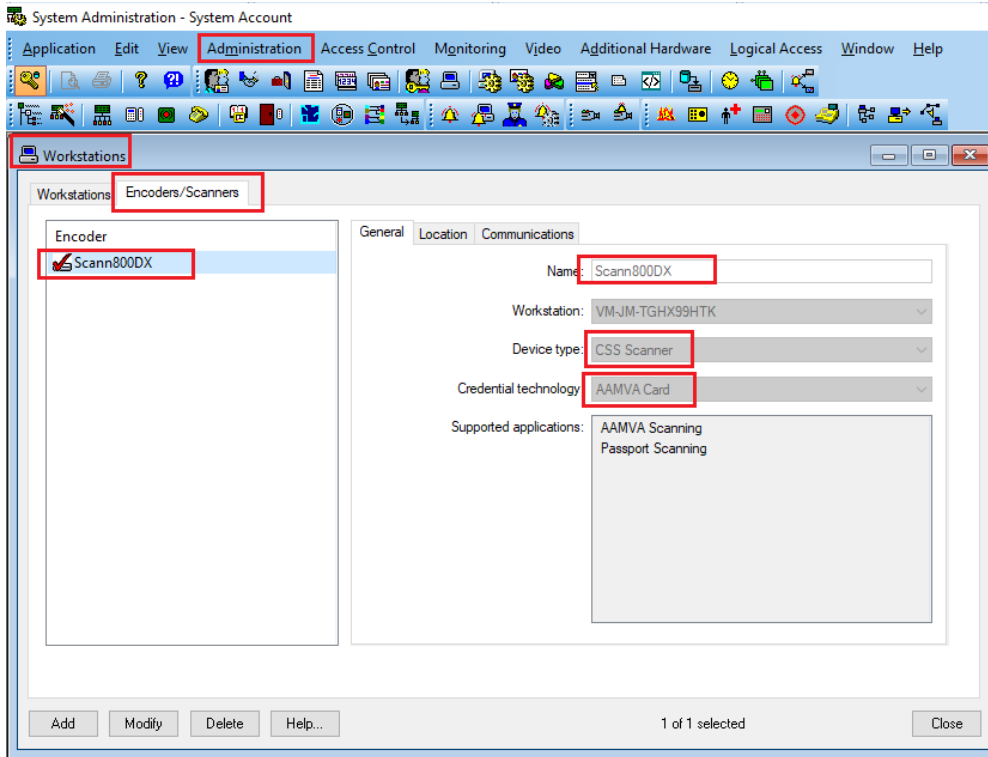 System Administration - System Account
Application Edit View Administration Access Control Monitoring Video Additional Hardware Logical Access Window Help
Workstations
Workstations Encoders/Scanners
Encoder
Scann800DX
General Location Communications
Name: Scann800DX
Workstation: VM-JM-TGHX99HTK
Device type: CSS Scanner
Credential technology AAMVA Card
Supported applications: AAMVA Scanning
Passport Scanning
Add Modify Delete Help... 1 of 1 selected Close